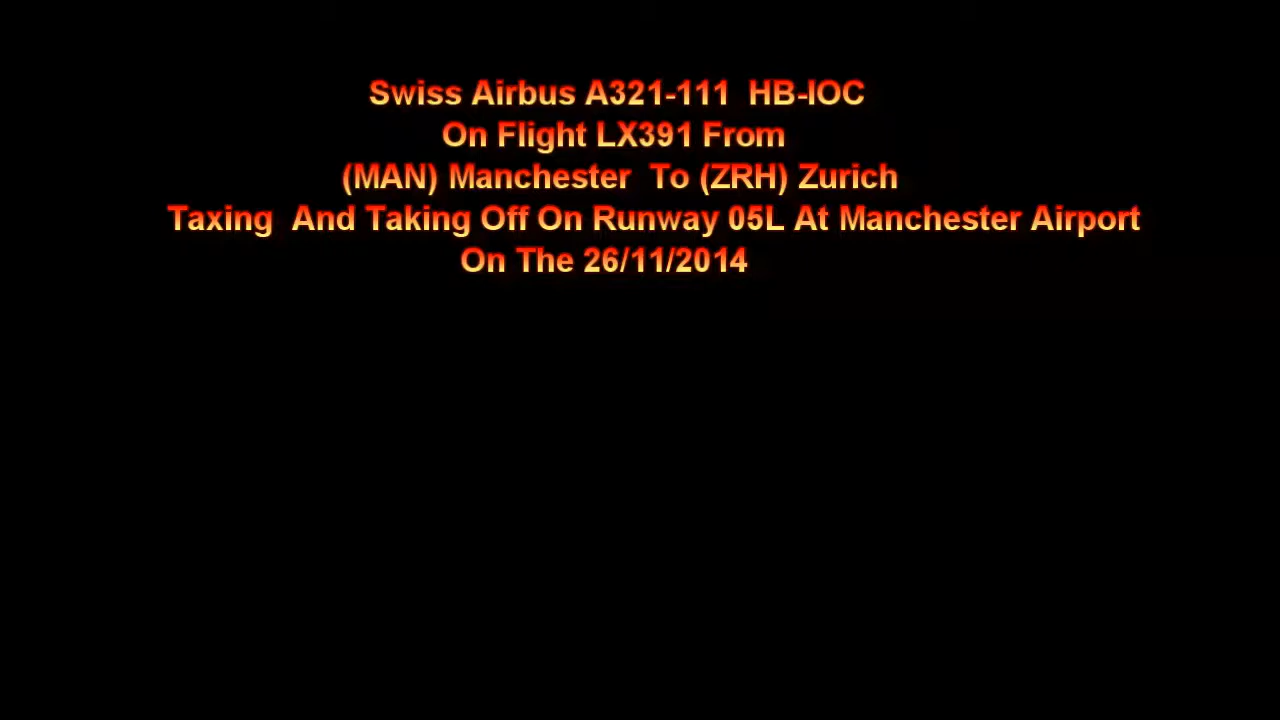 Swiss Airbus A321-111  HB-IOC
On Flight LX391 From
(MAN) Manchester  To (ZRH) Zurich
Taxing  And Taking Off On Runway 05L At Manchester Airport
On The 26/11/2014